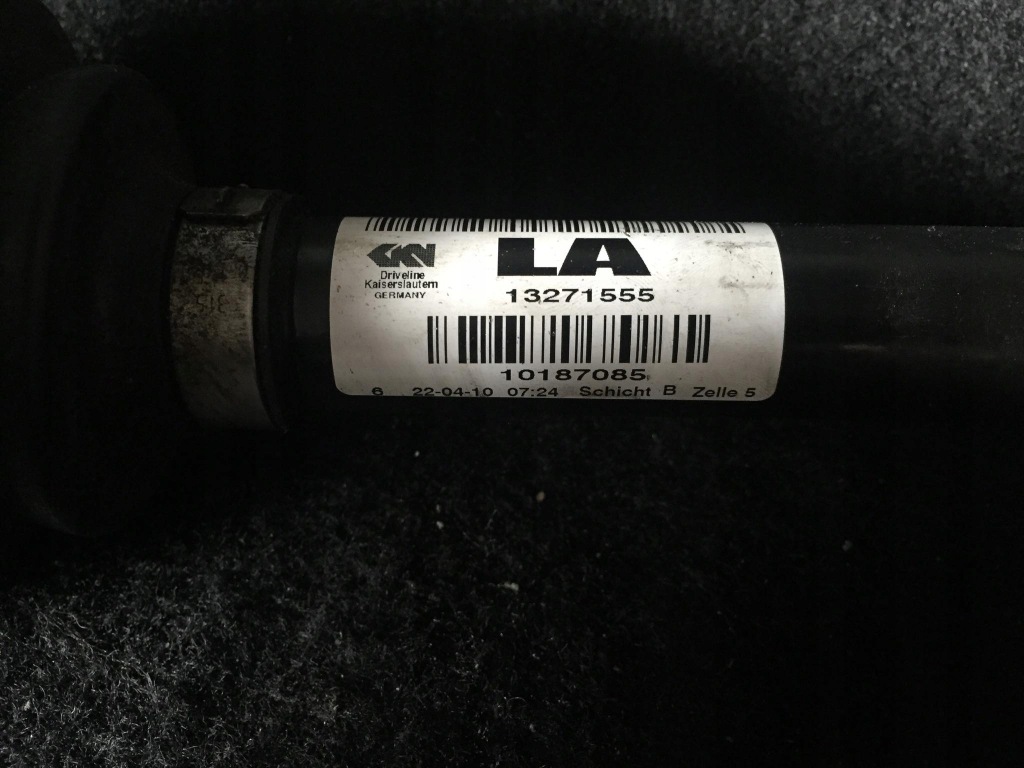 GKN
Driveline
Kaiserslautern
GERMANY
LA
13271555
10187085
6 22-04-10 07:24 Schicht B Zelle 5